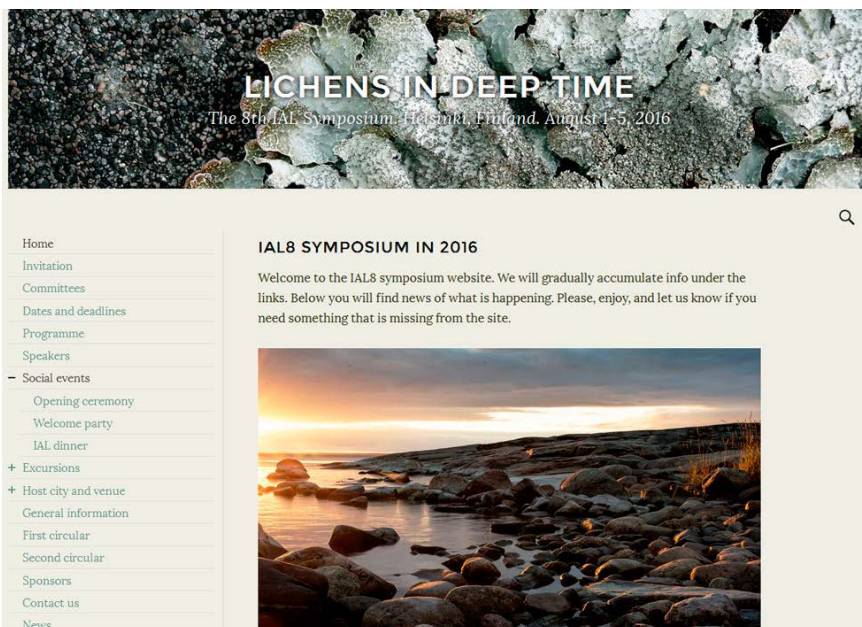 LICHENS IN DEEP TIME
The 8th IAL Symposium. Helsinki, Finland. August 1-5, 2016
Home
Invitation
Committees
Dates and deadlines
Programme
Speakers
− Social events
Opening ceremony
Welcome party
IAL dinner
+ Excursions
+ Host city and venue
General information
First circular
Second circular
Sponsors
Contact us
News
IAL8 SYMPOSIUM IN 2016
Welcome to the IAL8 symposium website. We will gradually accumulate info under the
links. Below you will find news of what is happening. Please, enjoy, and let us know if you
need something that is missing from the site.